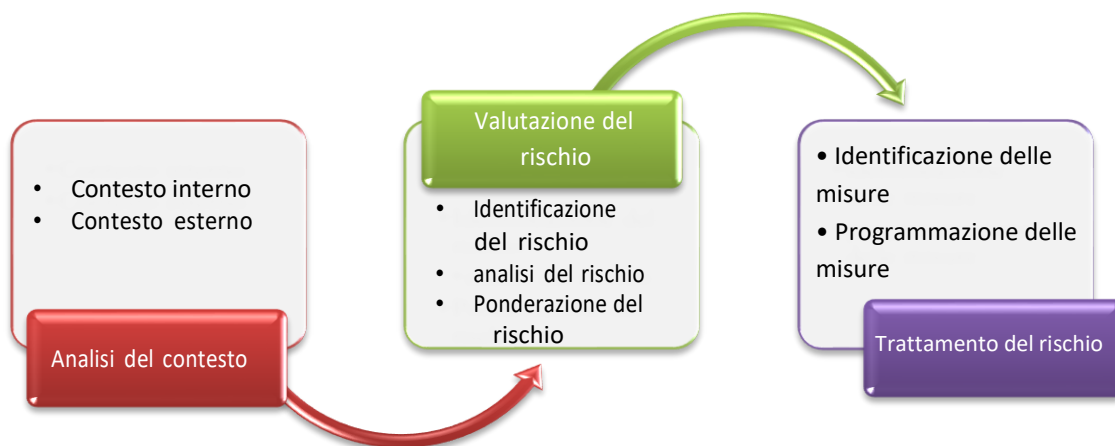 • Contesto interno
• Contesto esterno
Analisi del contesto
Valutazione del
rischio
• Identificazione
del rischio
• analisi del rischio
• Ponderazione del
rischio
• Identificazione delle
misure
• Programmazione delle
misure
Trattamento del rischio